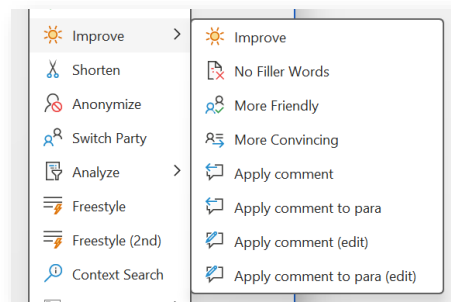 Improve
Shorten
Anonymize
Switch Party
Analyze
Freestyle
Freestyle (2nd)
Context Search
Improve
No Filler Words
More Friendly
More Convincing
Apply comment
Apply comment to para
Apply comment (edit)
Apply comment to para (edit)